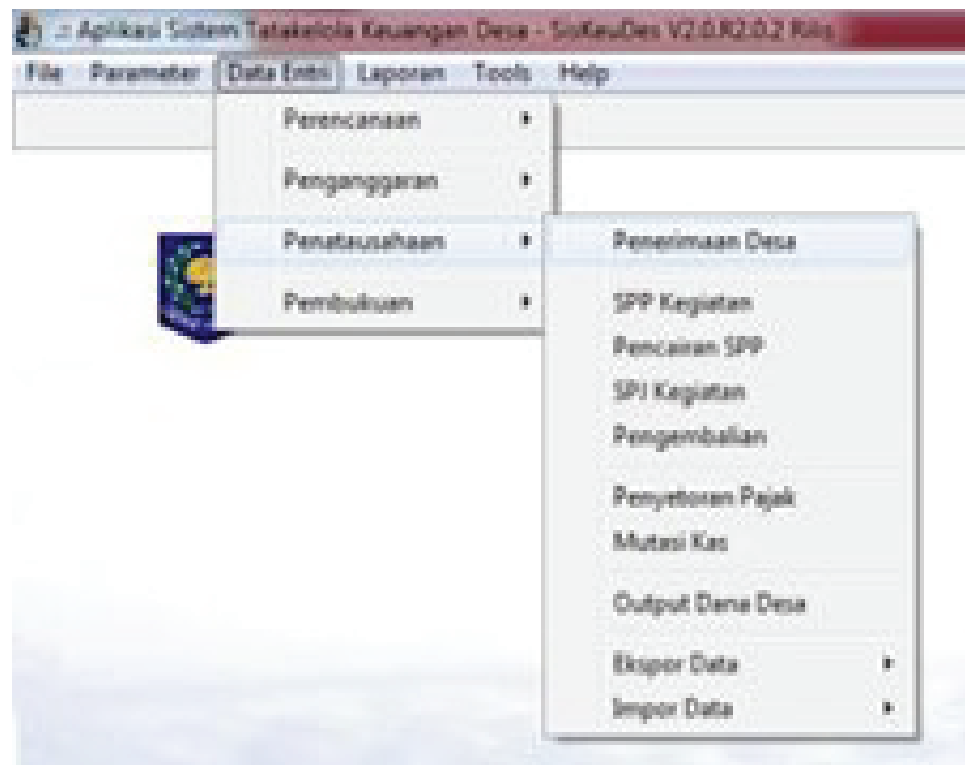 .:: Aplikasi Sistem Tatakelola Keuangan Desa - SisKeuDes V2.0.R2.0.2 Rilis
File Parameter Data Entri Laporan Tools Help
Perencanaan
Penganggaran
Penatausahaan
Pembukuan
Penerimaan Desa
SPP Kegiatan
Pencairan SPP
SPJ Kegiatan
Pengembalian
Penyetoran Pajak
Mutasi Kas
Output Dana Desa
Ekspor Data
Impor Data